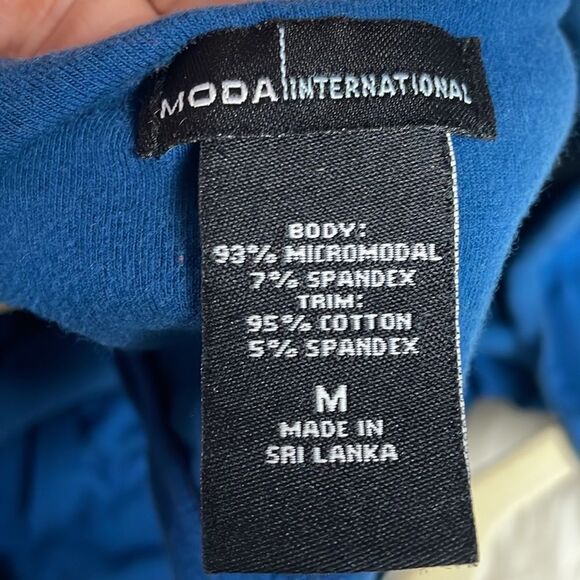 MODA INTERNATIONAL
BODY:
93% MICROMODAL
7% SPANDEX
TRIM:
95% COTTON
5% SPANDEX
M
MADE IN
SRI LANKA